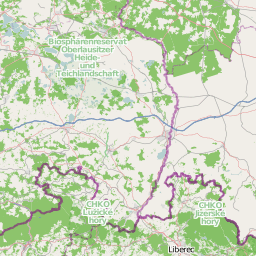 Biosphärenreservat
Oberlausitzer
Heide-
und
Teichlandschaft
CHKO
Lužické
hory
CHKO
Jizerské
hory
Liberec